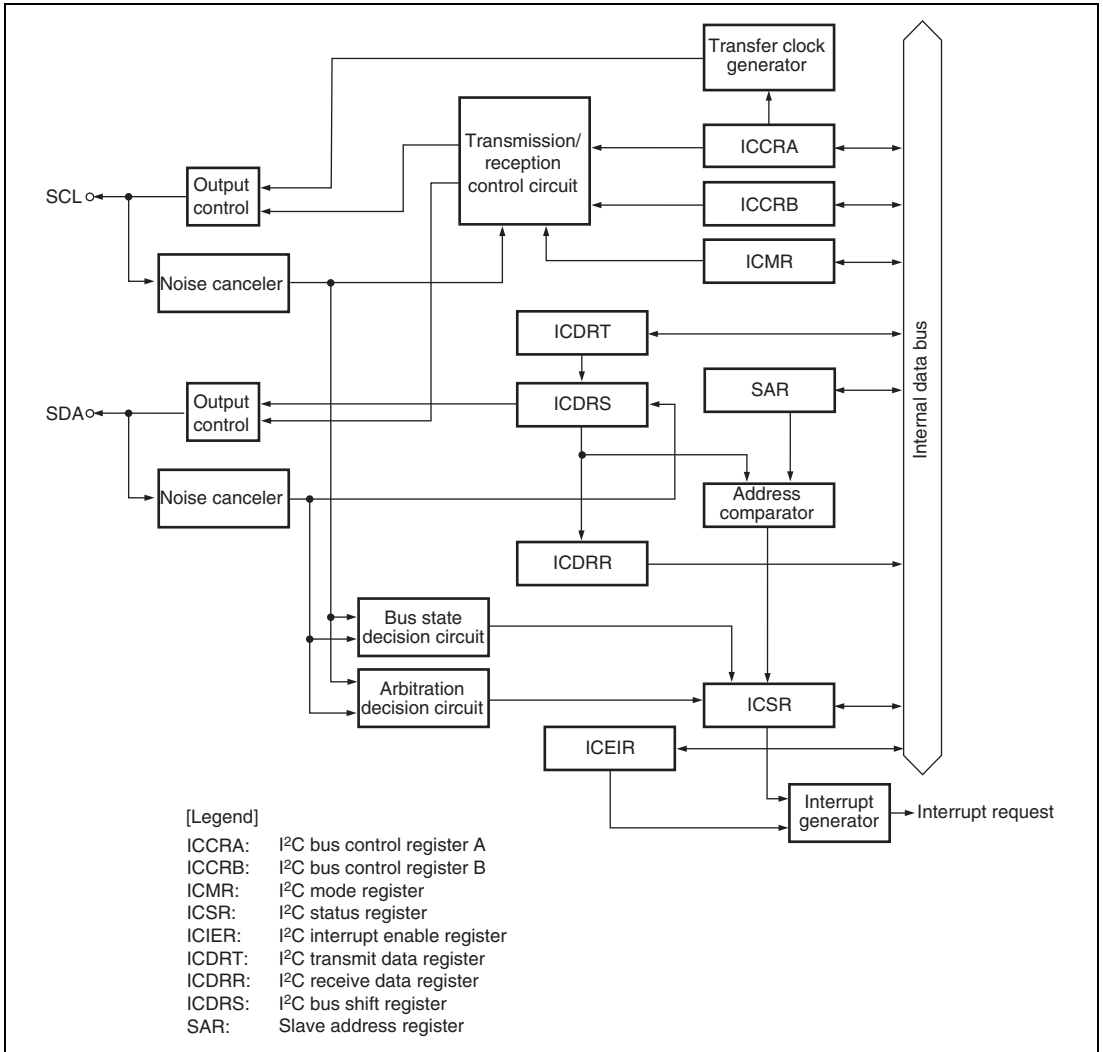 Transfer clock
generator
Transmission/
reception
control circuit
ICCRA
Output
control
SCL
ICCRB
ICMR
Noise canceler
ICDRT
Internal data bus
SAR
ICDRS
Output
control
SDA
Noise canceler
Address
comparator
ICDRR
Bus state
decision circuit
Arbitration
decision circuit
ICSR
ICEIR
Interrupt
generator
Interrupt request
[Legend]
ICCRA: I2C bus control register A
ICCRB: I2C bus control register B
ICMR: I2C mode register
ICSR: I2C status register
ICIER: I2C interrupt enable register
ICDRT: I2C transmit data register
ICDRR: I2C receive data register
ICDRS: I2C bus shift register
SAR: Slave address register